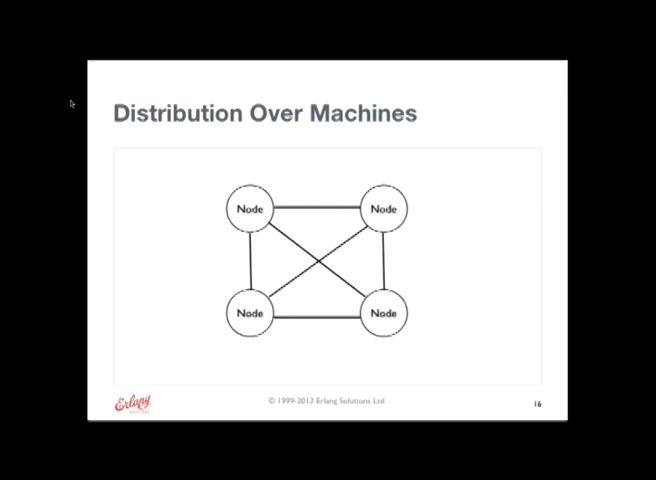 Distribution Over Machines
Node
Node
Node
Node
Erlang
© 1999-2012 Erlang Solutions Ltd
16